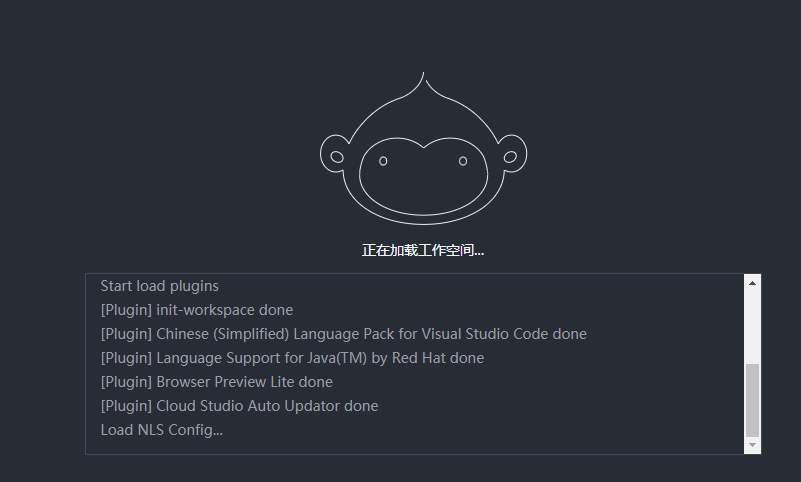 正在加载工作空间...
Start load plugins
[Plugin] init-workspace done
[Plugin] Chinese (Simplified) Language Pack for Visual Studio Code done
[Plugin] Language Support for Java(TM) by Red Hat done
[Plugin] Browser Preview Lite done
[Plugin] Cloud Studio Auto Updator done
Load NLS Config...